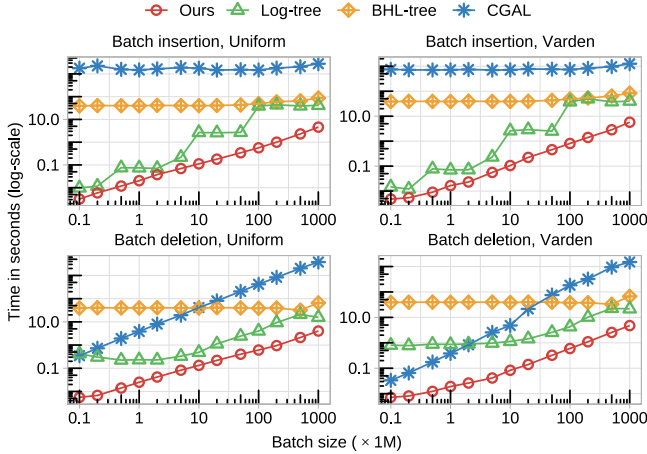 Ours Log-tree BHL-tree CGAL
Batch insertion, Uniform Batch insertion, Varden
10.0 10.0
0.1 0.1
0.1 1 10 100 1000 0.1 1 10 100 1000
Time in seconds (log-scale)
Batch deletion, Uniform Batch deletion, Varden
10.0 10.0
0.1 0.1
0.1 1 10 100 1000 0.1 1 10 100 1000
Batch size ( × 1M)